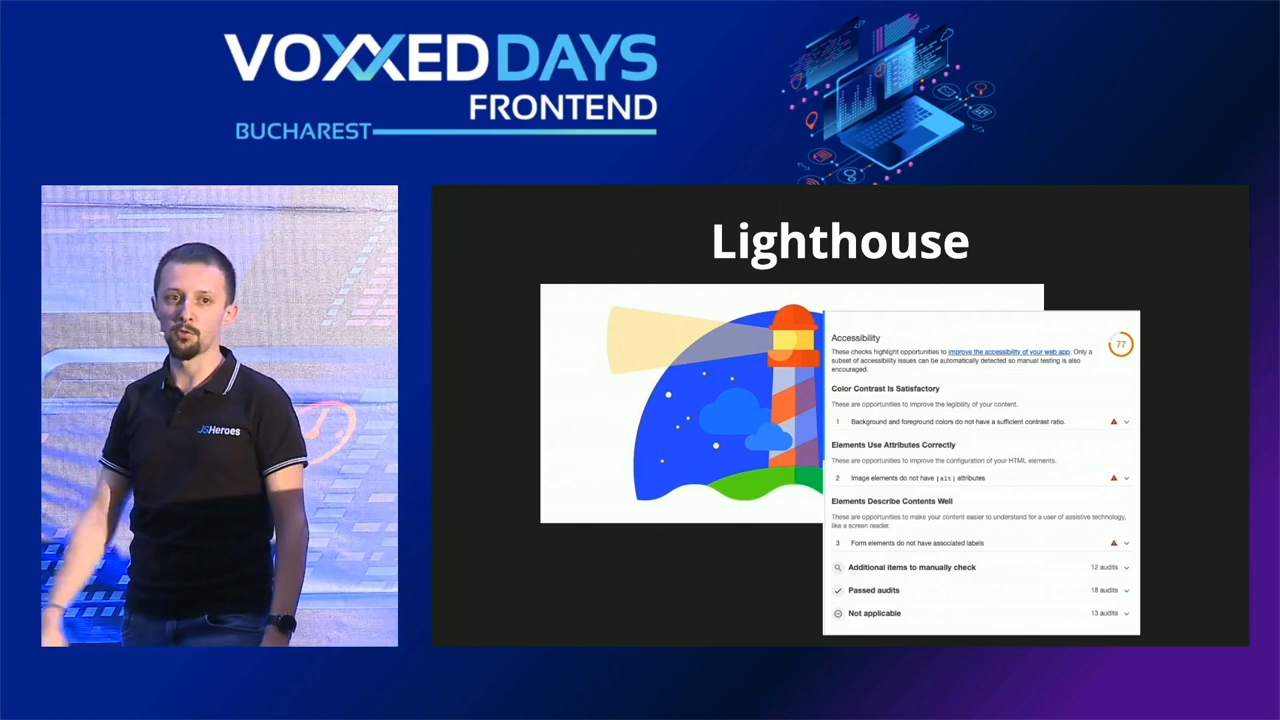 VOXXED DAYS
FRONTEND
BUCHAREST
JSHeroes
Lighthouse
Accessibility
77
These checks highlight opportunities to improve the accessibility of your web app. Only a
subset of accessibility issues can be automatically detected so manual testing is also
encouraged.
Color Contrast Is Satisfactory
These are opportunities to improve the legibility of your content.
1 Background and foreground colors do not have a sufficient contrast ratio.
Elements Use Attributes Correctly
These are opportunities to improve the configuration of your HTML elements.
2 Image elements do not have [alt] attributes
Elements Describe Contents Well
These are opportunities to make your content easier to understand for a user of assistive technology,
like a screen reader.
3 Form elements do not have associated labels
Additional items to manually check 12 audits
Passed audits 18 audits
Not applicable 13 audits